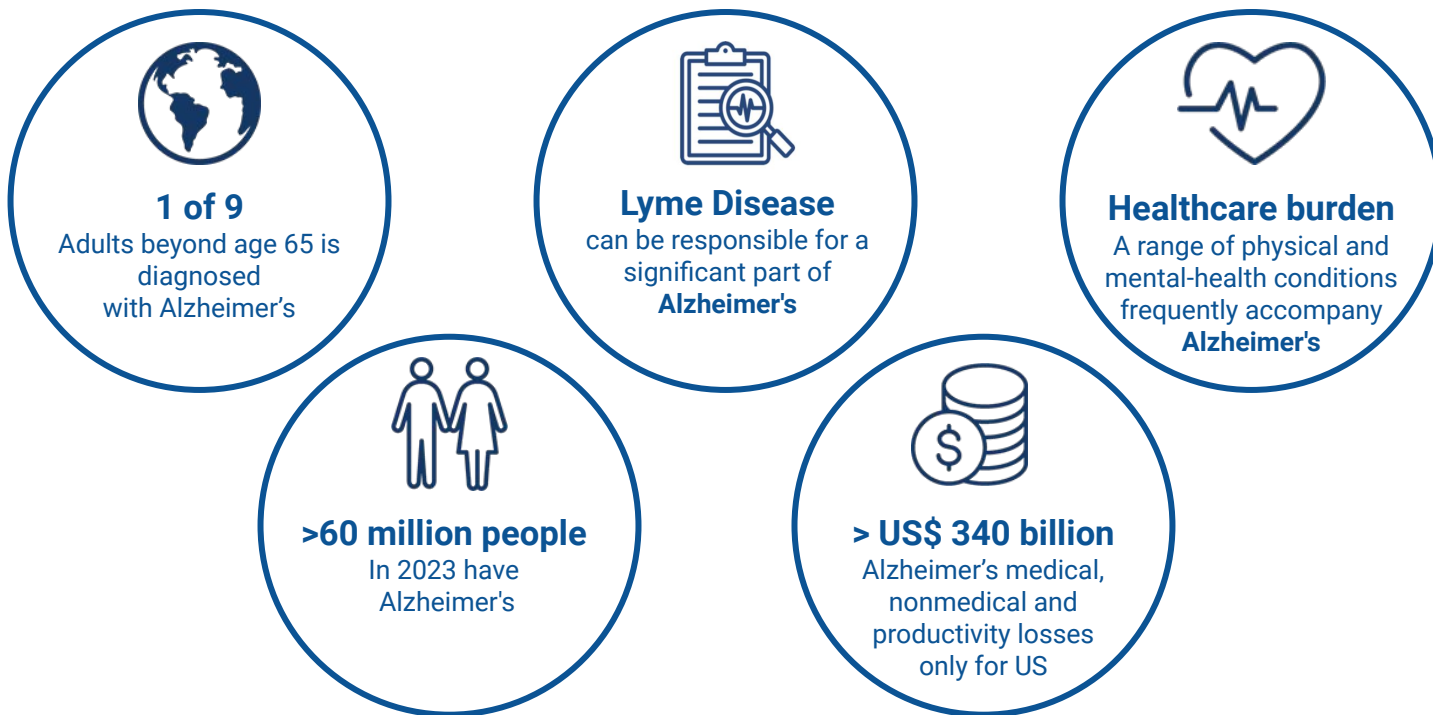 1 of 9
Adults beyond age 65 is
diagnosed
with Alzheimer’s
Lyme Disease
can be responsible for a
significant part of
Alzheimer's
Healthcare burden
A range of physical and
mental-health conditions
frequently accompany
Alzheimer's
>60 million people
In 2023 have
Alzheimer's
$
> US$ 340 billion
Alzheimer’s medical,
nonmedical and
productivity losses
only for US